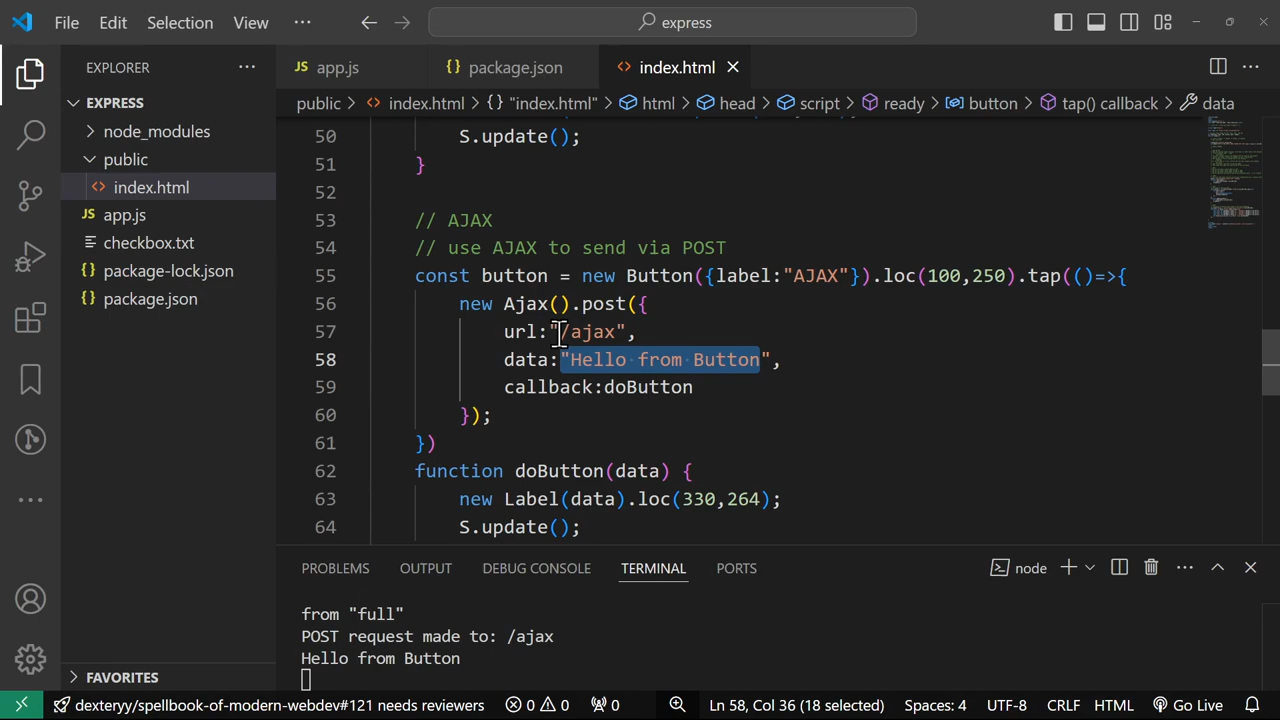 File Edit Selection View ··· express
EXPLORER ···
JS app.js
{} package.json
<> index.html
public > <> index.html > {} "index.html" > html > head > script > ready > button > tap() callback > data
EXPRESS
node_modules
public
<> index.html
JS app.js
checkbox.txt
{} package-lock.json
{} package.json
FAVORITES
50 S.update();
51 }
52
53 // AJAX
54 // use AJAX to send via POST
55 const button = new Button({label:"AJAX"}).loc(100,250).tap(()=>{
56 new Ajax().post({
57 url:"/ajax",
58 data:"Hello from Button",
59 callback:doButton
60 });
61 })
62 function doButton(data) {
63 new Label(data).loc(330,264);
64 S.update();
PROBLEMS OUTPUT DEBUG CONSOLE TERMINAL PORTS node
from "full"
POST request made to: /ajax
Hello from Button
dexteryy/spellbook-of-modern-webdev#121 needs reviewers 0 0 0 Ln 58, Col 36 (18 selected) Spaces: 4 UTF-8 CRLF HTML Go Live